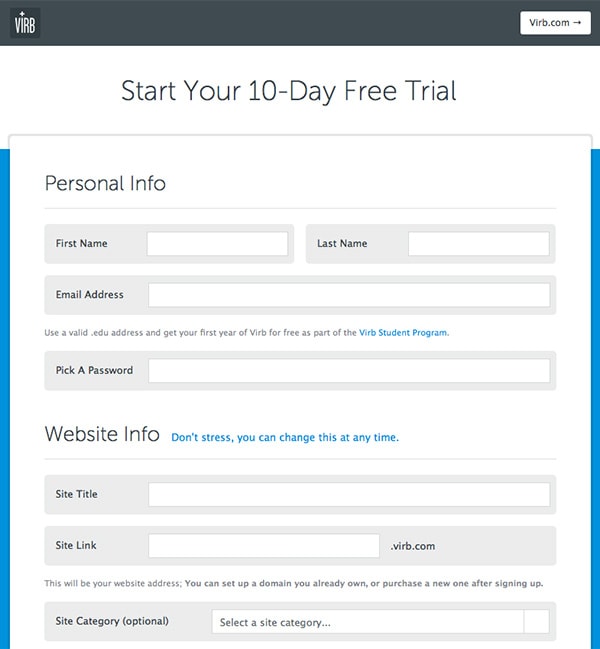 VIRB
Virb.com →
Start Your 10-Day Free Trial
Personal Info
First Name
Last Name
Email Address
Use a valid .edu address and get your first year of Virb for free as part of the Virb Student Program.
Pick A Password
Website Info Don't stress, you can change this at any time.
Site Title
Site Link .virb.com
This will be your website address; You can set up a domain you already own, or purchase a new one after signing up.
Site Category (optional) Select a site category...